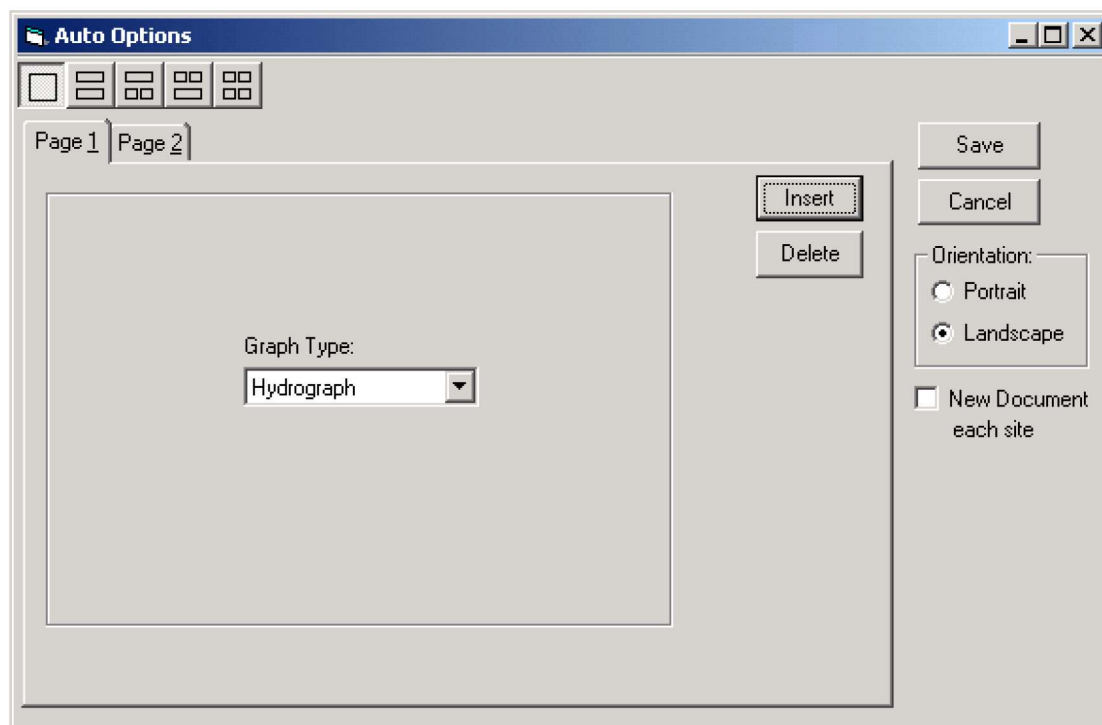 Auto Options
Page 1
Page 2
Insert
Delete
Graph Type:
Hydrograph
Save
Cancel
Orientation:
Portrait
Landscape
New Document
each site